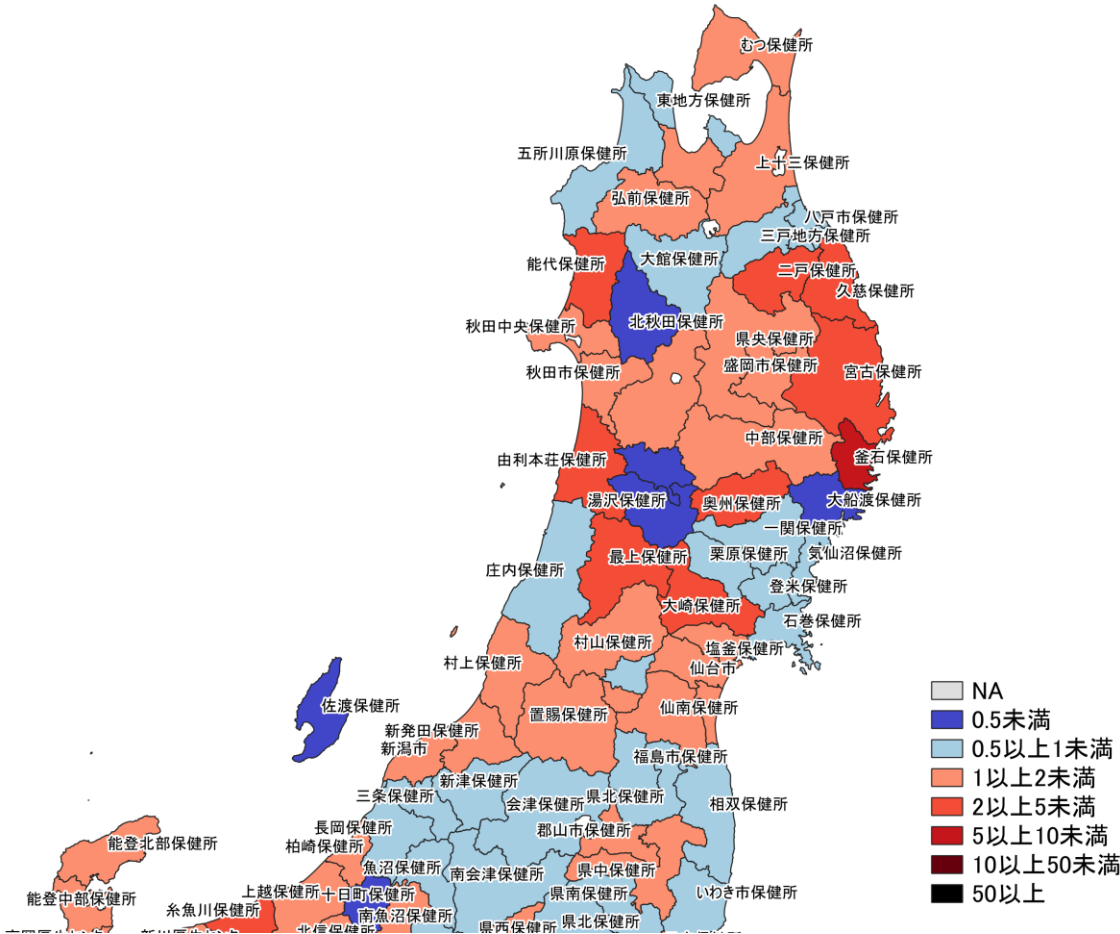 むつ保健所
東地方保健所
五所川原保健所
上十三保健所
弘前保健所
八戸市保健所
三戸地方保健所
能代保健所
大館保健所
二戸保健所
久慈保健所
秋田中央保健所
北秋田保健所
県央保健所
盛岡市保健所
秋田市保健所
宮古保健所
中部保健所
由利本荘保健所
釜石保健所
湯沢保健所
奥州保健所
大船渡保健所
一関保健所
最上保健所
栗原保健所
気仙沼保健所
庄内保健所
登米保健所
大崎保健所
石巻保健所
村山保健所
塩釜保健所
村上保健所
仙台市
佐渡保健所
置賜保健所
仙南保健所
新発田保健所
新潟市
福島市保健所
新津保健所
三条保健所
会津保健所
県北保健所
相双保健所
長岡保健所
郡山市保健所
柏崎保健所
能登北部保健所
魚沼保健所
南会津保健所
県中保健所
上越保健所
十日町保健所
県南保健所
いわき市保健所
能登中部保健所
糸魚川保健所
南魚沼保健所
県西保健所
県北保健所
北信保健所
NA
0.5未満
0.5以上1未満
1以上2未満
2以上5未満
5以上10未満
10以上50未満
50以上